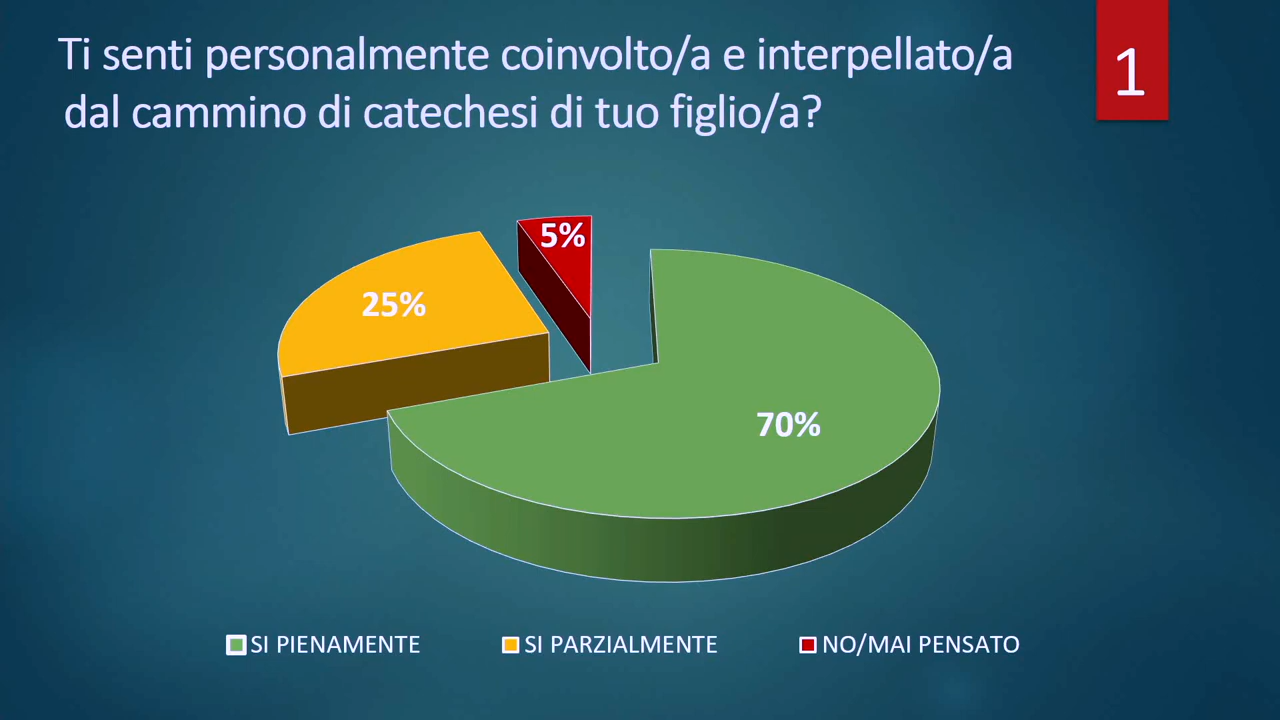 Ti senti personalmente coinvolto/a e interpellato/a
dal cammino di catechesi di tuo figlio/a?
1
5%
25%
70%
SI PIENAMENTE
SI PARZIALMENTE
NO/MAI PENSATO